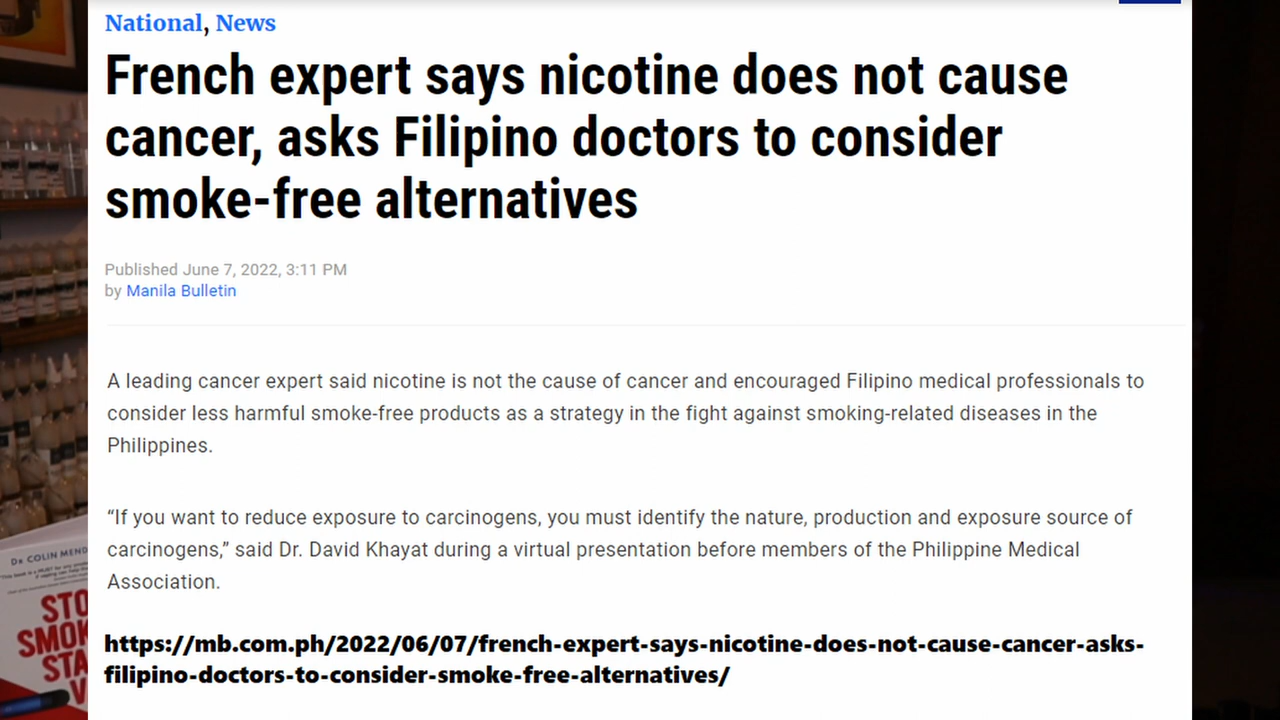 National, News
French expert says nicotine does not cause
cancer, asks Filipino doctors to consider
smoke-free alternatives
Published June 7, 2022, 3:11 PM
by Manila Bulletin
A leading cancer expert said nicotine is not the cause of cancer and encouraged Filipino medical professionals to
consider less harmful smoke-free products as a strategy in the fight against smoking-related diseases in the
Philippines.
“If you want to reduce exposure to carcinogens, you must identify the nature, production and exposure source of
carcinogens,” said Dr. David Khayat during a virtual presentation before members of the Philippine Medical
Association.
https://mb.com.ph/2022/06/07/french-expert-says-nicotine-does-not-cause-cancer-asks-
filipino-doctors-to-consider-smoke-free-alternatives/
Dr COLIN MEND
STO
SMOK
STA
V